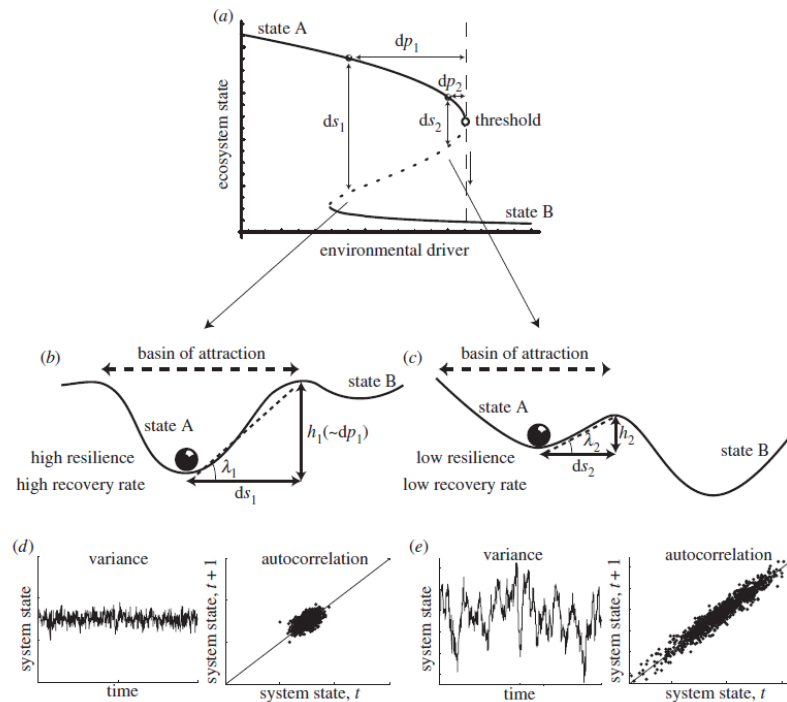 (a)
state A
dp1
dp2
ds1
ds2
threshold
state B
ecosystem state
environmental driver
(b)
basin of attraction
state A
state B
h1(~dp1)
high resilience
high recovery rate
λ1
ds1
(c)
basin of attraction
state A
λ2
h2
state B
low resilience
low recovery rate
ds2
(d)
variance
system state
time
autocorrelation
system state, t + 1
system state, t
(e)
variance
system state
time
autocorrelation
system state, t + 1
system state, t